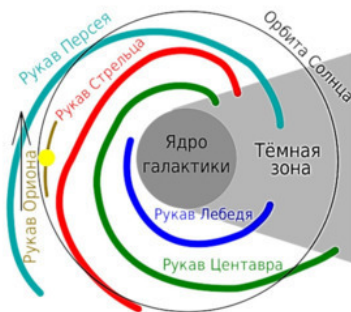 Рукав Персея
Рукав Стрельца
Орбита Солнца
Ядро
галактики
Тёмная
зона
Рукав Ориона
Рукав Лебедя
Рукав Центавра